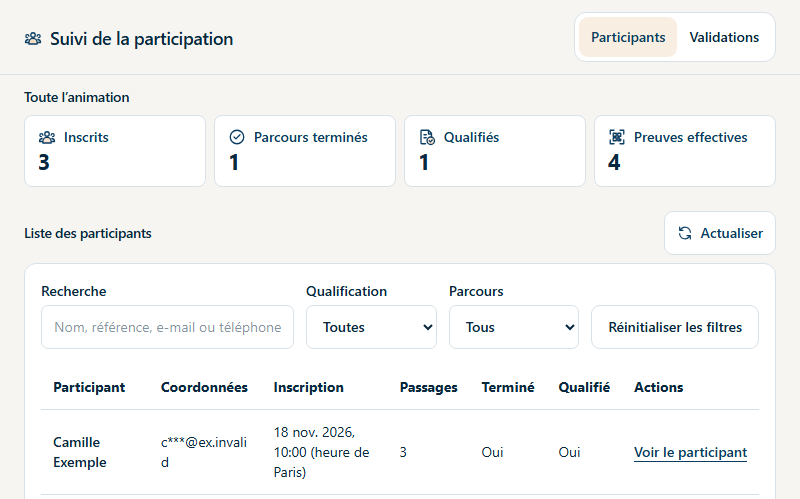 Suivi de la participation
Participants
Validations
Toute l’animation
Inscrits
3
Parcours terminés
1
Qualifiés
1
Preuves effectives
4
Liste des participants
Actualiser
Recherche
Qualification
Parcours
Nom, référence, e-mail ou téléphone
Toutes
Tous
Réinitialiser les filtres
Participant
Coordonnées
Inscription
Passages
Terminé
Qualifié
Actions
Camille
Exemple
c***@ex.invali
d
18 nov. 2026,
10:00 (heure de
Paris)
3
Oui
Oui
Voir le participant